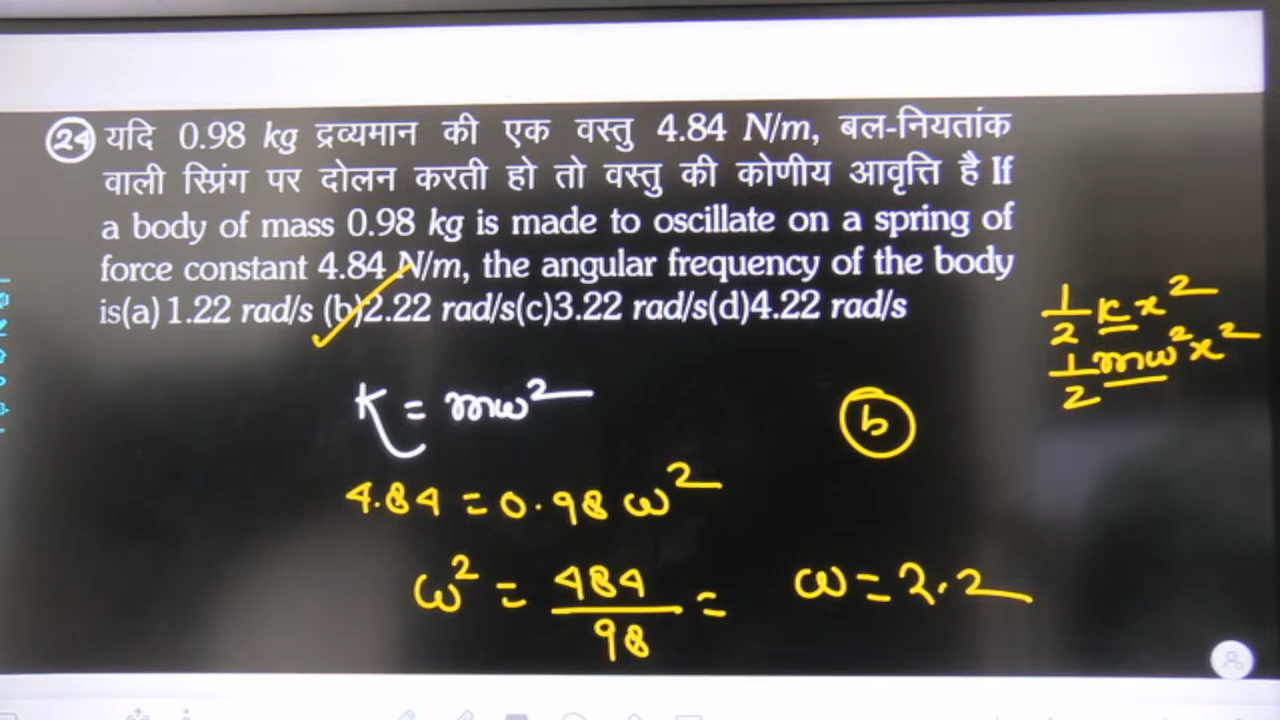 24 यदि 0.98 kg द्रव्यमान की एक वस्तु 4.84 N/m, बल-नियतांक
वाली स्प्रिंग पर दोलन करती हो तो वस्तु की कोणीय आवृत्ति है If
a body of mass 0.98 kg is made to oscillate on a spring of
force constant 4.84 N/m, the angular frequency of the body
is(a) 1.22 rad/s (b)2.22 rad/s(c)3.22 rad/s(d)4.22 rad/s
1/2 kx²
1/2 mω²x²
K = mω²
b
4.84 = 0.98 ω²
ω² = 484/98 =
ω = 2.2